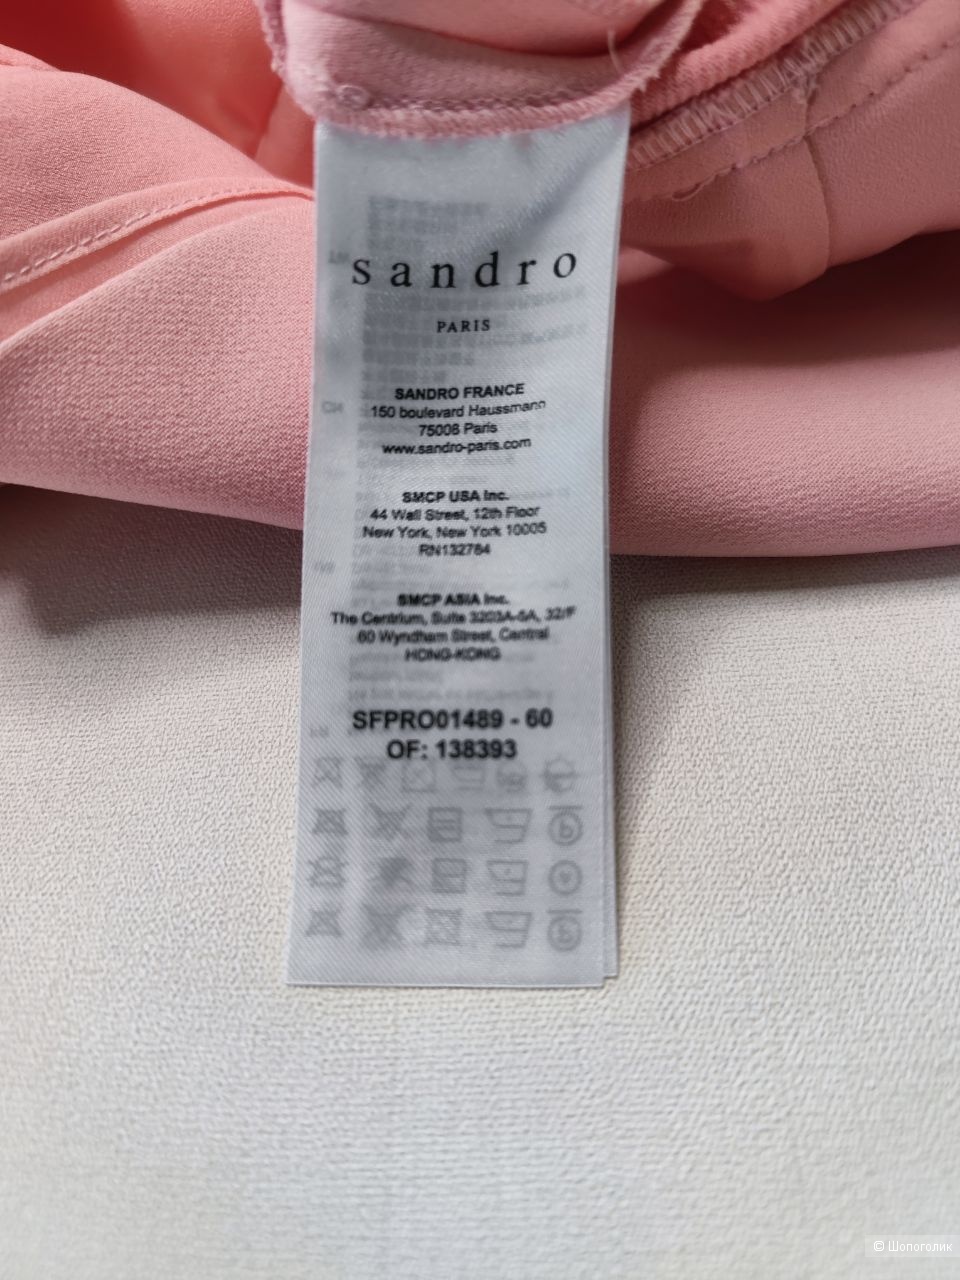 sandro
PARIS
SANDRO FRANCE
150 boulevard Haussmann
75008 Paris
www.sandro-paris.com
SMCP USA Inc.
44 Wall Street, 12th Floor
New York, New York 10005
RN132764
SMCP ASIA Inc.
The Centrium, Suite 3203A-5A, 32/F
60 Wyndham Street, Central
HONG-KONG
SFPRO01489 - 60
OF: 138393
© Шопоголик